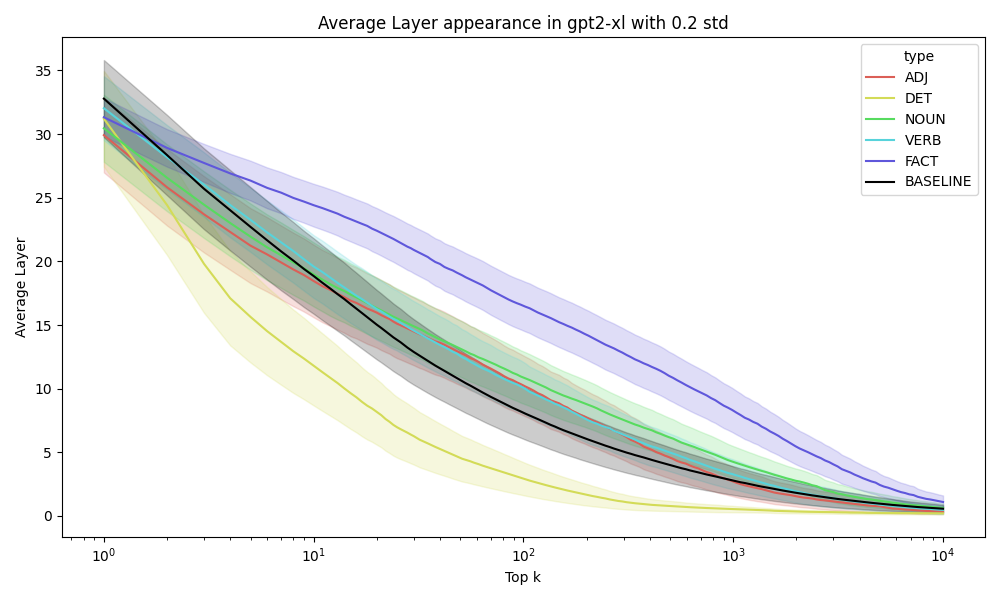 Average Layer appearance in gpt2-xl with 0.2 std
type
ADJ
DET
NOUN
VERB
FACT
BASELINE
Average Layer
35
30
25
20
15
10
5
0
10⁰
10¹
10²
10³
10⁴
Top k